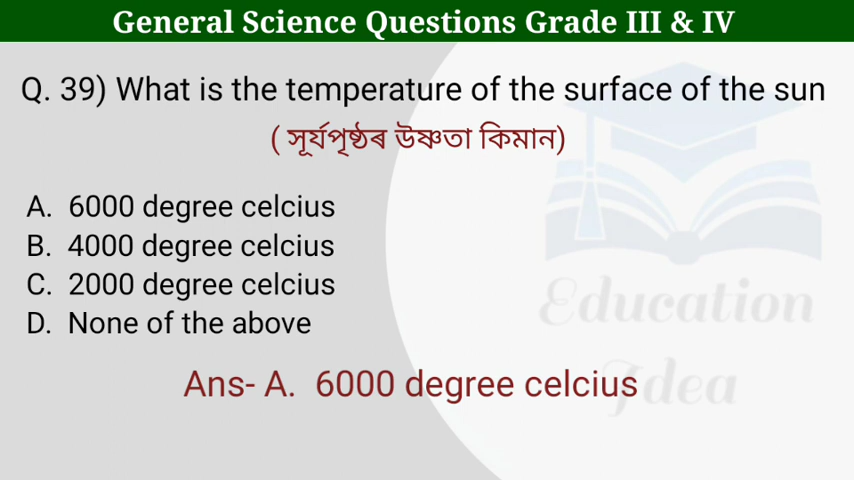 General Science Questions Grade III & IV
Q. 39) What is the temperature of the surface of the sun
( সূৰ্যপৃষ্ঠৰ উষ্ণতা কিমান)
A. 6000 degree celcius
B. 4000 degree celcius
C. 2000 degree celcius
D. None of the above
Ans- A. 6000 degree celcius
Education
Idea